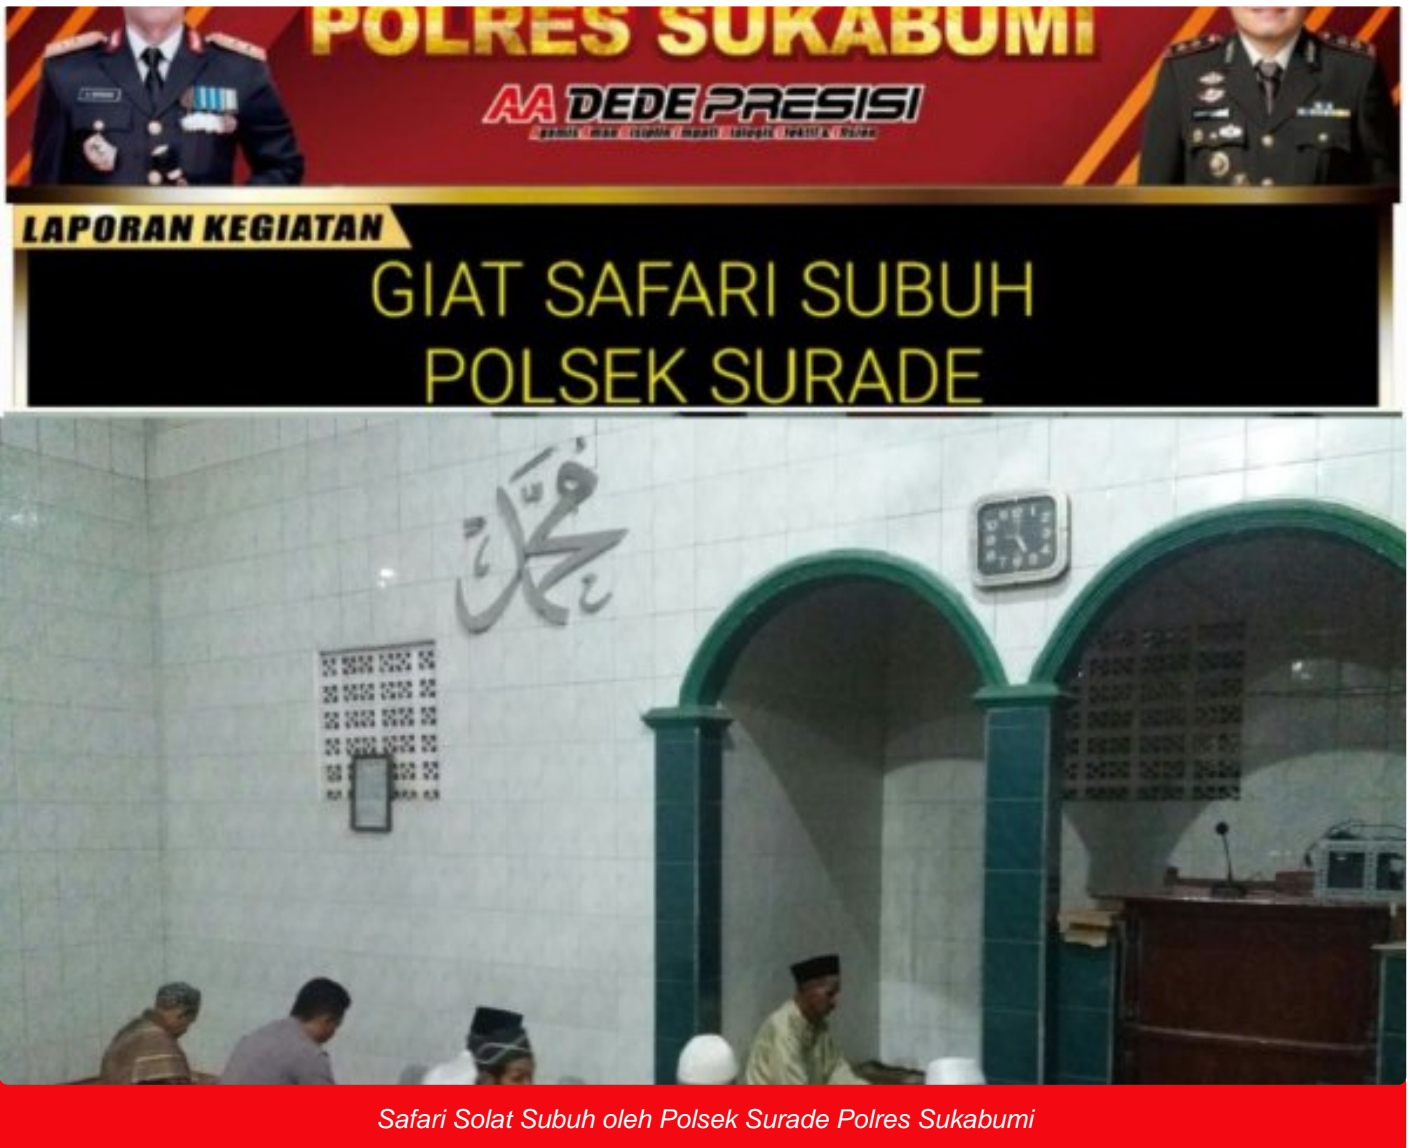 POLRES SUKABUMI
AA DEDE PRESISI
LAPORAN KEGIATAN
GIAT SAFARI SUBUH
POLSEK SURADE
محمد
Safari Solat Subuh oleh Polsek Surade Polres Sukabumi